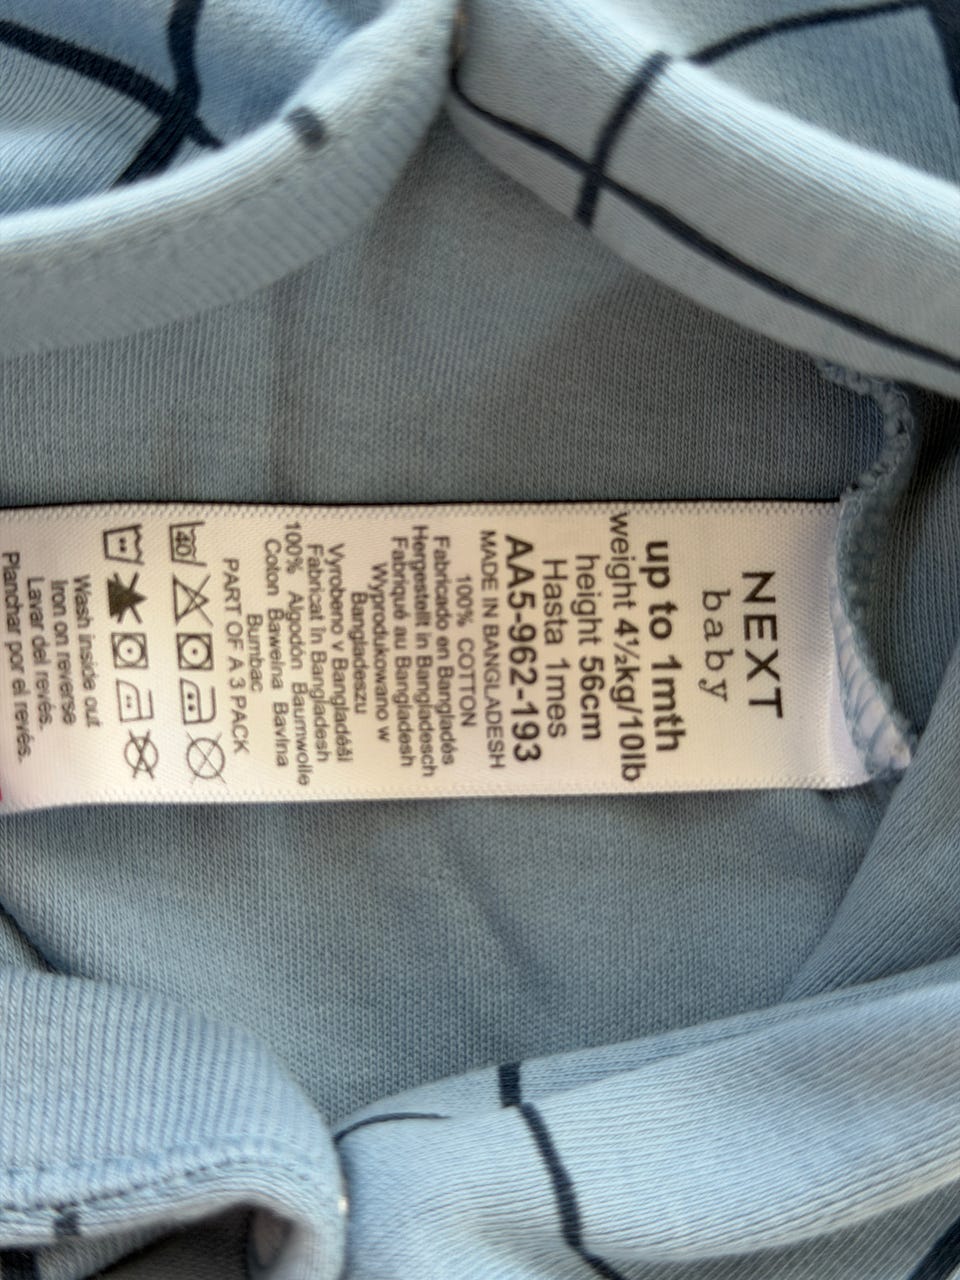 NEXT
baby
up to 1mth
weight 4½kg/10lb
height 56cm
Hasta 1mes
AA5-962-193
MADE IN BANGLADESH
100% COTTON
Fabricado en Bangladés
Hergestellt in Bangladesch
Fabriqué au Bangladesh
Wyprodukowano w
Bangladeszu
Vyrobeno v Bangladéši
Fabricat în Bangladesh
100% Algodón Baumwolle
Coton Bawełna Bavlna
Bumbac
PART OF A 3 PACK
40
Wash inside out
Iron on reverse
Lavar del revés.
Planchar por el revés.